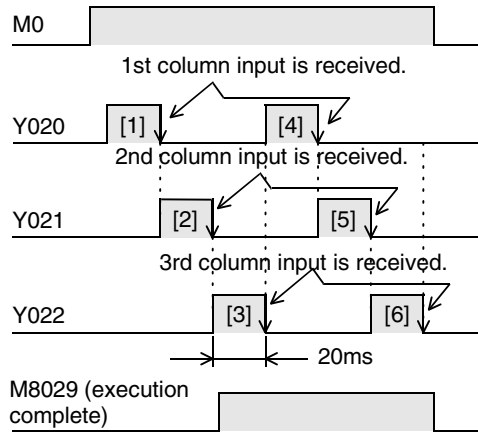 M0
1st column input is received.
Y020
[1]
[4]
2nd column input is received.
Y021
[2]
[5]
3rd column input is received.
Y022
[3]
[6]
20ms
M8029 (execution
complete)